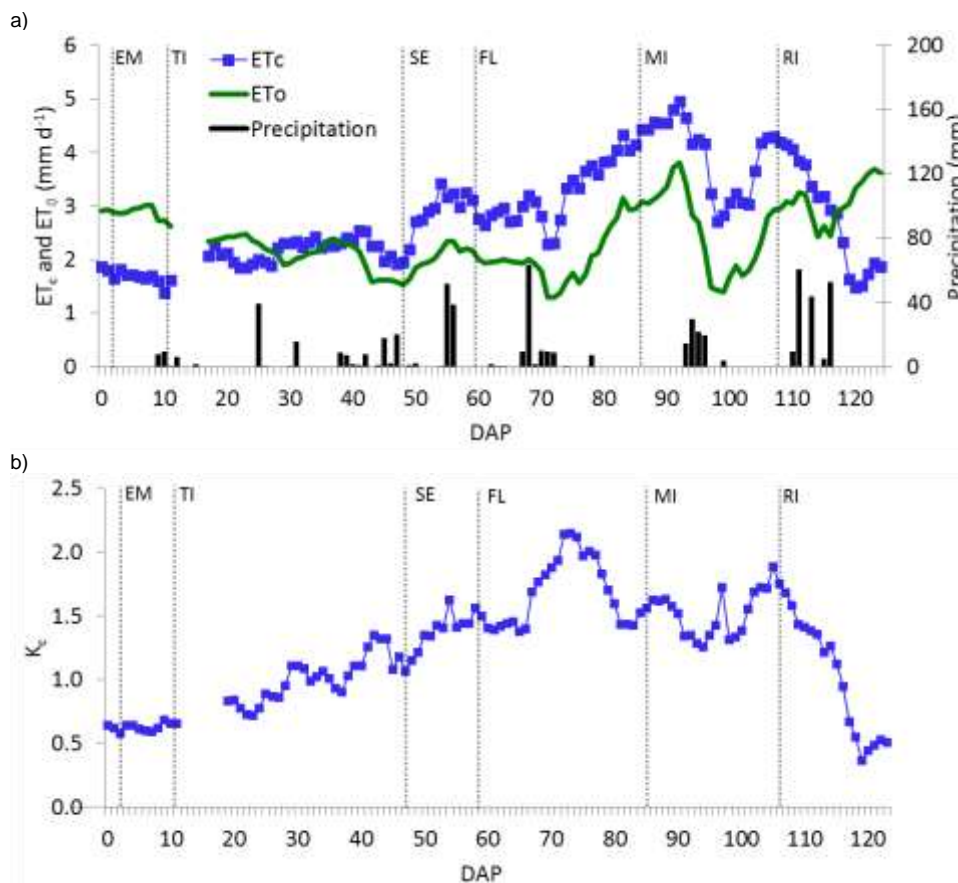 a)
EM TI SE FL MI RI
ETc
ETo
Precipitation
6 5 4 3 2 1 0
ETc and ET0 (mm d-1)
200 160 120 80 40 0
Precipitation (mm)
0 10 20 30 40 50 60 70 80 90 100 110 120
DAP
b)
EM TI SE FL MI RI
2.5 2.0 1.5 1.0 0.5 0.0
Kc
0 10 20 30 40 50 60 70 80 90 100 110 120
DAP